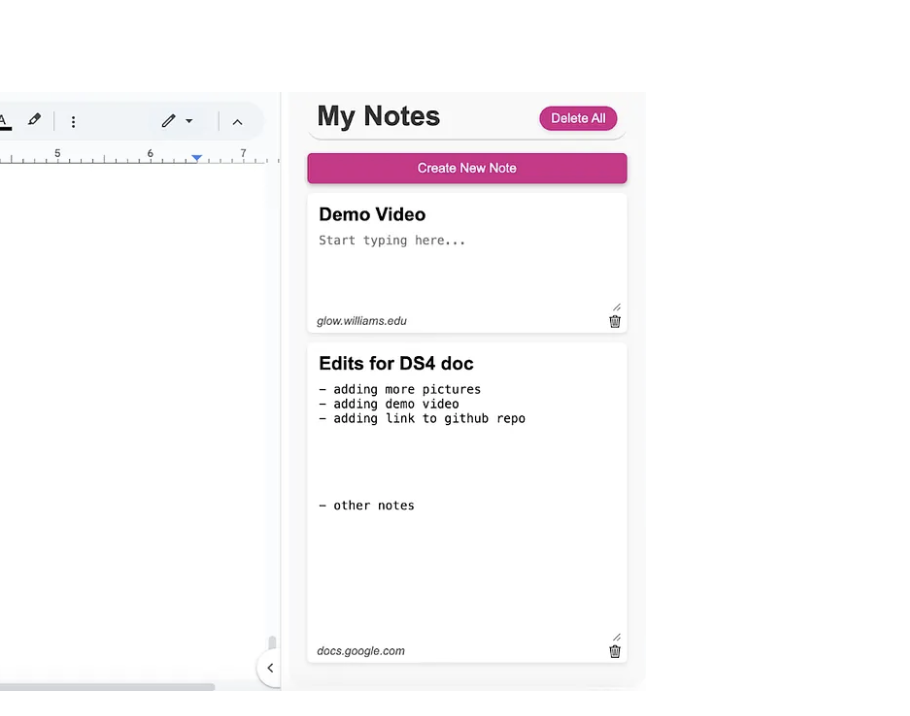 A
5 6 7
My Notes
Delete All
Create New Note
Demo Video
Start typing here...
glow.williams.edu
Edits for DS4 doc
- adding more pictures
- adding demo video
- adding link to github repo
- other notes
docs.google.com